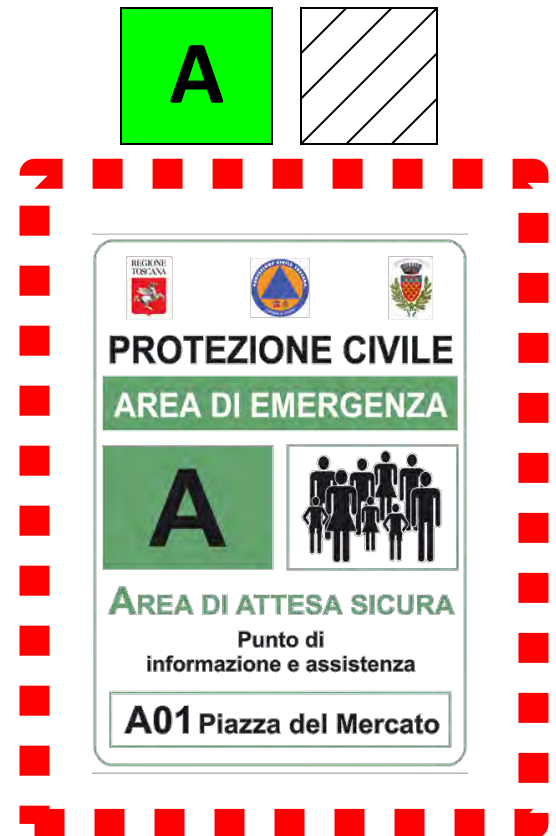 A
REGIONE
TOSCANA
PROTEZIONE CIVILE
AREA DI EMERGENZA
A
AREA DI ATTESA SICURA
Punto di
informazione e assistenza
A01 Piazza del Mercato